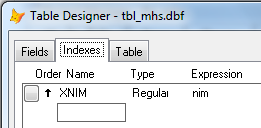 Table Designer - tbl_mhs.dbf
Fields Indexes Table
Order Name Type Expression
XNIM Regular nim